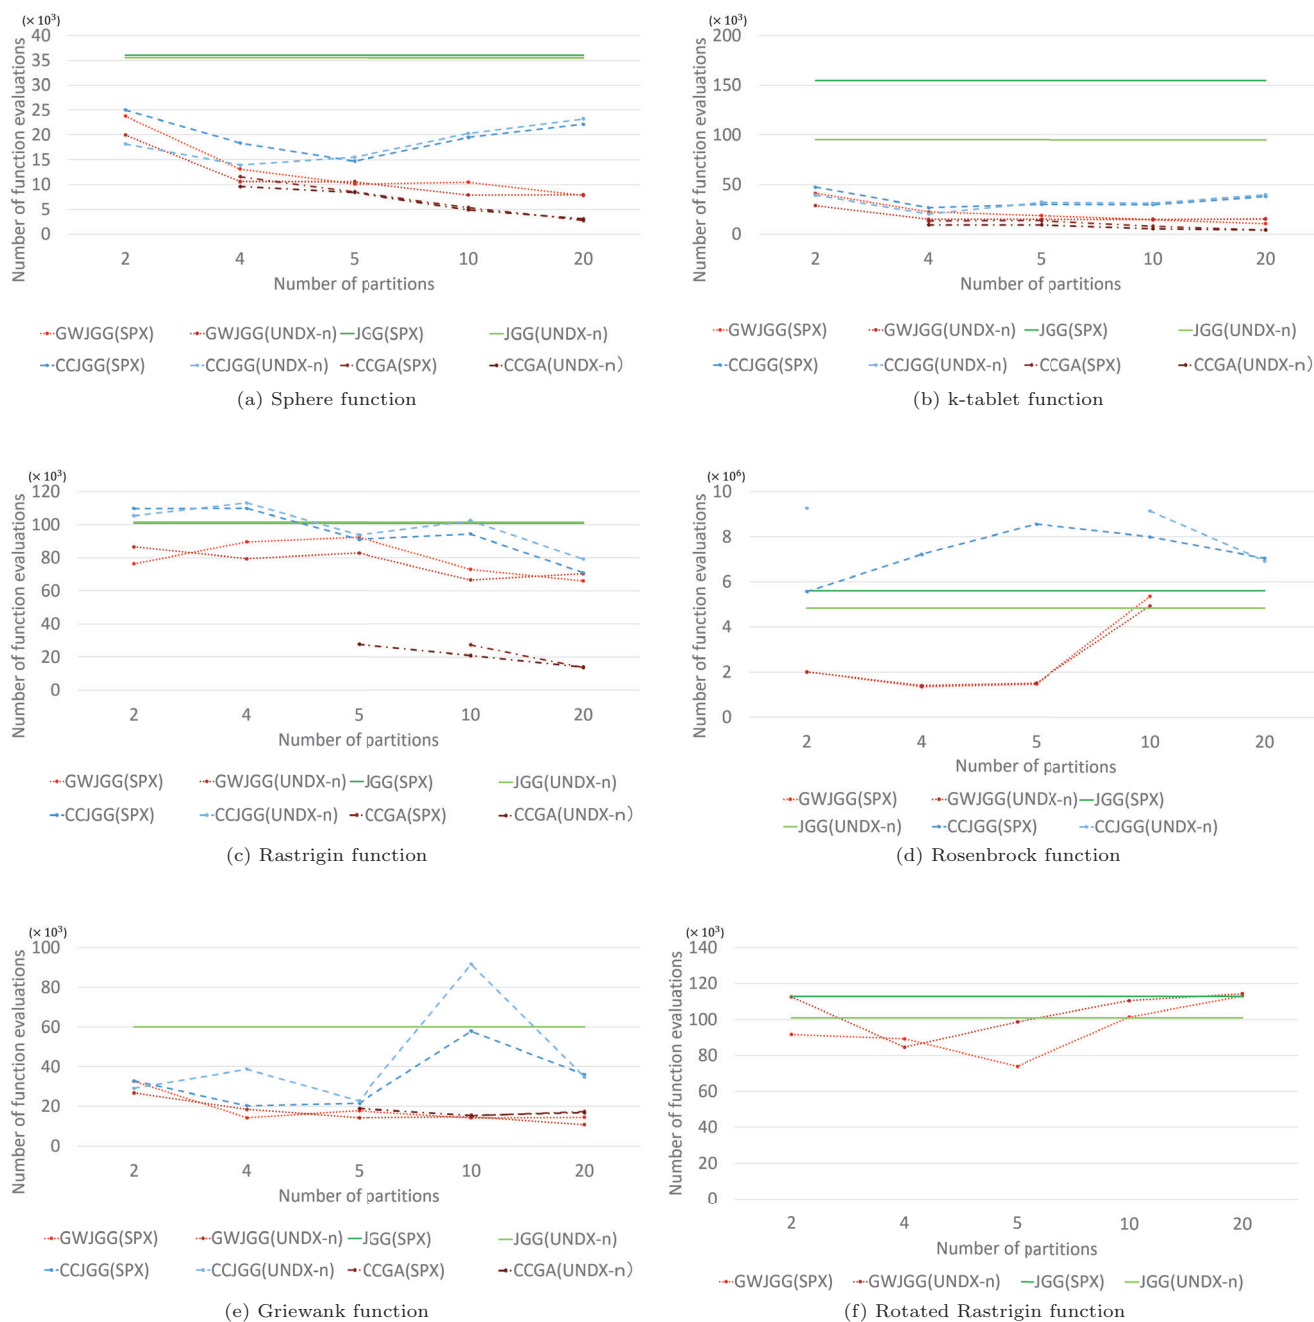 (× 10³)
Number of function evaluations
40
35
30
25
20
15
10
5
0
2 4 5 10 20
Number of partitions
GWJGG(SPX) GWJGG(UNDX-n) JGG(SPX) JGG(UNDX-n)
CCJGG(SPX) CCJGG(UNDX-n) CCGA(SPX) CCGA(UNDX-n)
(a) Sphere function
(× 10³)
Number of function evaluations
200
150
100
50
0
2 4 5 10 20
Number of partitions
GWJGG(SPX) GWJGG(UNDX-n) JGG(SPX) JGG(UNDX-n)
CCJGG(SPX) CCJGG(UNDX-n) CCGA(SPX) CCGA(UNDX-n)
(b) k-tablet function
(× 10³)
Number of function evaluations
120
100
80
60
40
20
0
2 4 5 10 20
Number of partitions
GWJGG(SPX) GWJGG(UNDX-n) JGG(SPX) JGG(UNDX-n)
CCJGG(SPX) CCJGG(UNDX-n) CCGA(SPX) CCGA(UNDX-n)
(c) Rastrigin function
(× 10⁶)
Number of function evaluations
10
8
6
4
2
0
2 4 5 10 20
Number of partitions
GWJGG(SPX) GWJGG(UNDX-n) JGG(SPX)
JGG(UNDX-n) CCJGG(SPX) CCJGG(UNDX-n)
(d) Rosenbrock function
(× 10³)
Number of function evaluations
100
80
60
40
20
0
2 4 5 10 20
Number of partitions
GWJGG(SPX) GWJGG(UNDX-n) JGG(SPX) JGG(UNDX-n)
CCJGG(SPX) CCJGG(UNDX-n) CCGA(SPX) CCGA(UNDX-n)
(e) Griewank function
(× 10³)
Number of function evaluations
140
120
100
80
60
40
20
0
2 4 5 10 20
Number of partitions
GWJGG(SPX) GWJGG(UNDX-n) JGG(SPX) JGG(UNDX-n)
(f) Rotated Rastrigin function